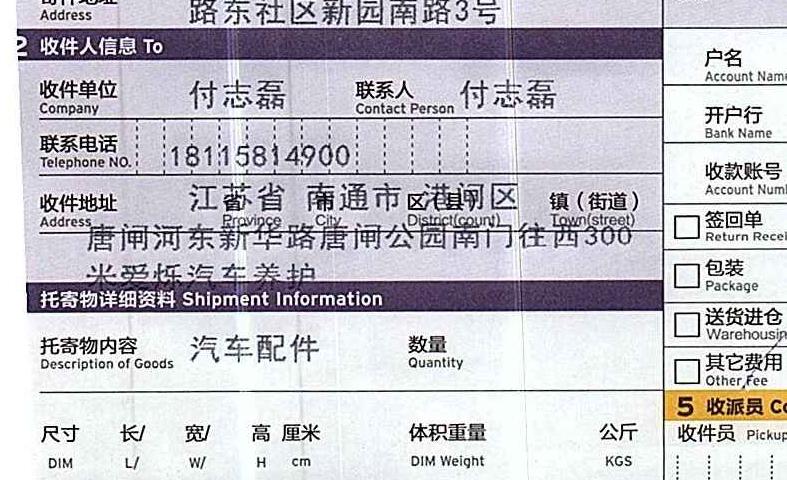 寄件地址 路东社区新园南路3号
Address
2 收件人信息 To
收件单位 付志磊 联系人 付志磊
Company Contact Person
联系电话 18115814900
Telephone NO.
收件地址 江苏省 南通市 港闸区
省 市 区(县) 镇（街道）
Address Province City District(count) Town(street)
唐闸河东新华路唐闸公园南门往西300
米爱烁汽车养护
托寄物详细资料 Shipment Information
托寄物内容 汽车配件 数量
Description of Goods Quantity
尺寸 长/ 宽/ 高 厘米 体积重量 公斤
DIM L/ W/ H cm DIM Weight KGS
户名
Account Name
开户行
Bank Name
收款账号
Account Num
签回单
Return Recei
包装
Package
送货进仓
Warehousin
其它费用
Other Fee
5 收派员 Co
收件员 Pickup